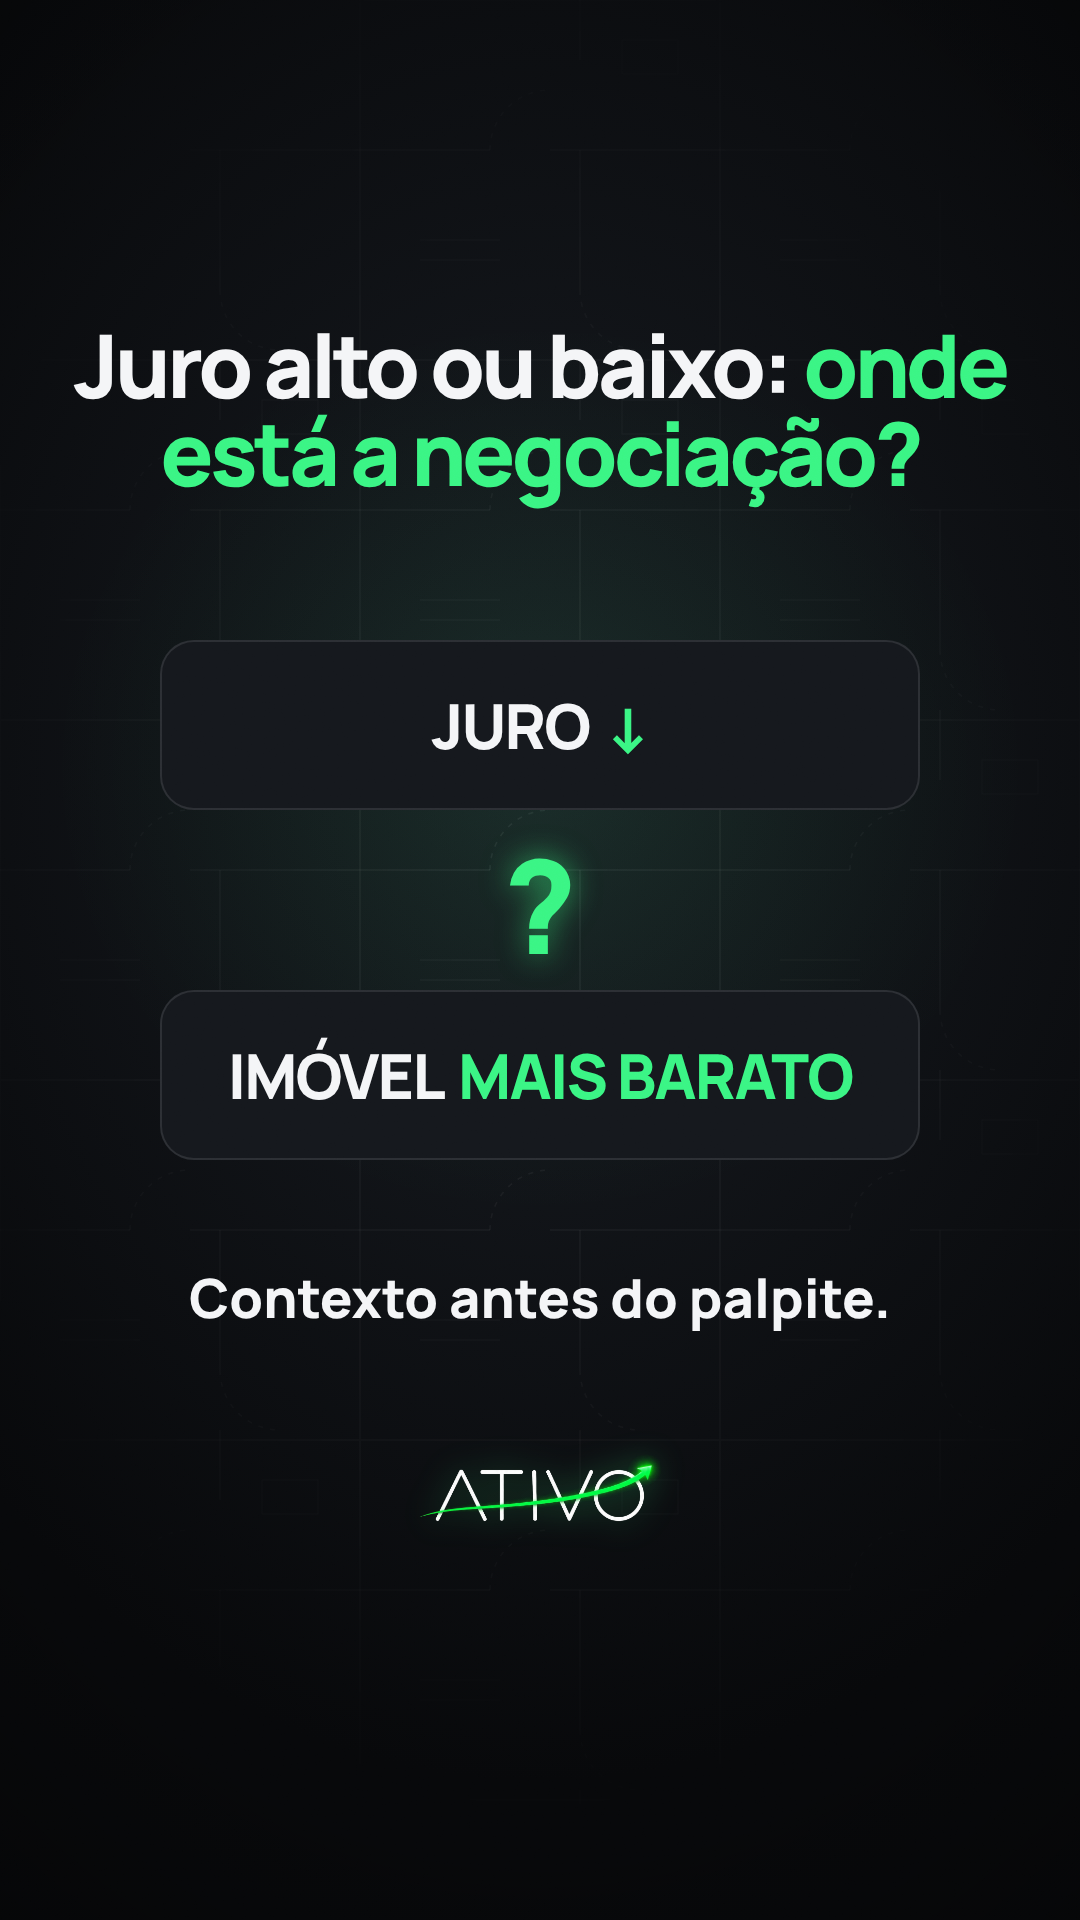 Juro alto ou baixo: onde
está a negociação?
JURO ↓
?
IMÓVEL MAIS BARATO
Contexto antes do palpite.
ATIVO